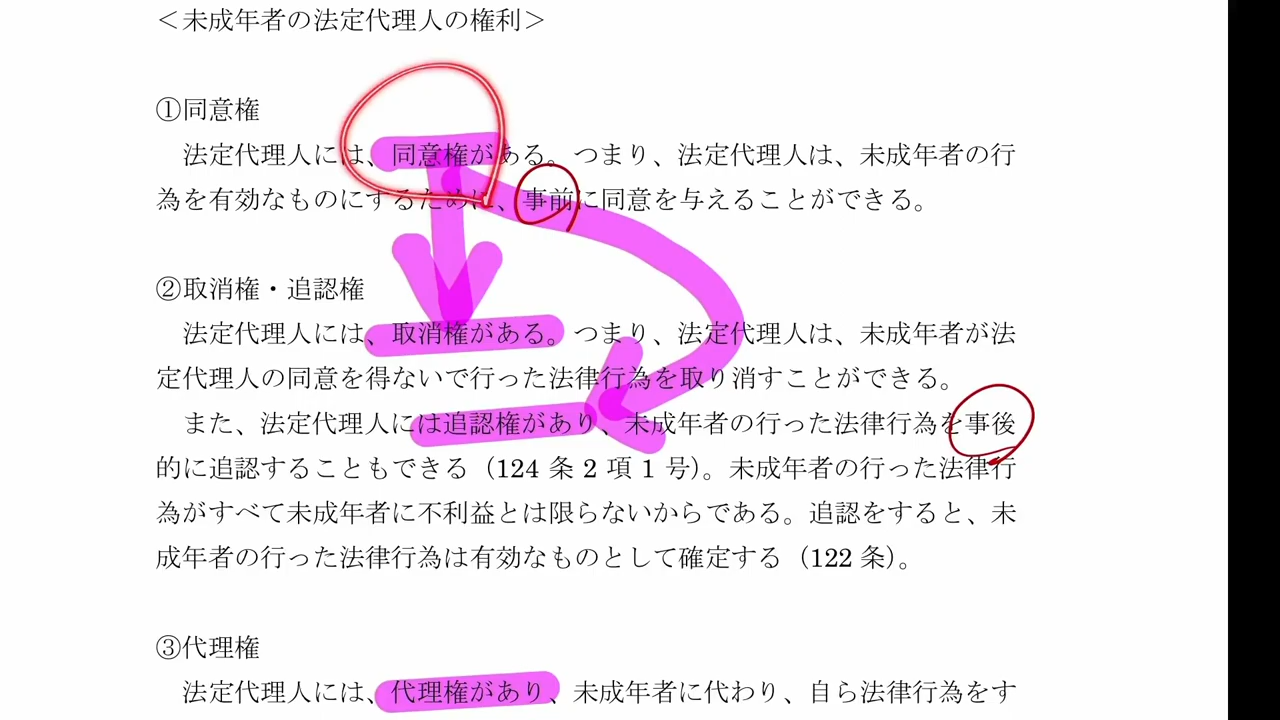 ＜未成年者の法定代理人の権利＞
①同意権
法定代理人には、同意権がある。つまり、法定代理人は、未成年者の行
為を有効なものにするために、事前に同意を与えることができる。
②取消権・追認権
法定代理人には、取消権がある。つまり、法定代理人は、未成年者が法
定代理人の同意を得ないで行った法律行為を取り消すことができる。
また、法定代理人には追認権があり、未成年者の行った法律行為を事後
的に追認することもできる（124 条 2 項 1 号）。未成年者の行った法律行
為がすべて未成年者に不利益とは限らないからである。追認をすると、未
成年者の行った法律行為は有効なものとして確定する（122 条）。
③代理権
法定代理人には、代理権があり、未成年者に代わり、自ら法律行為をす